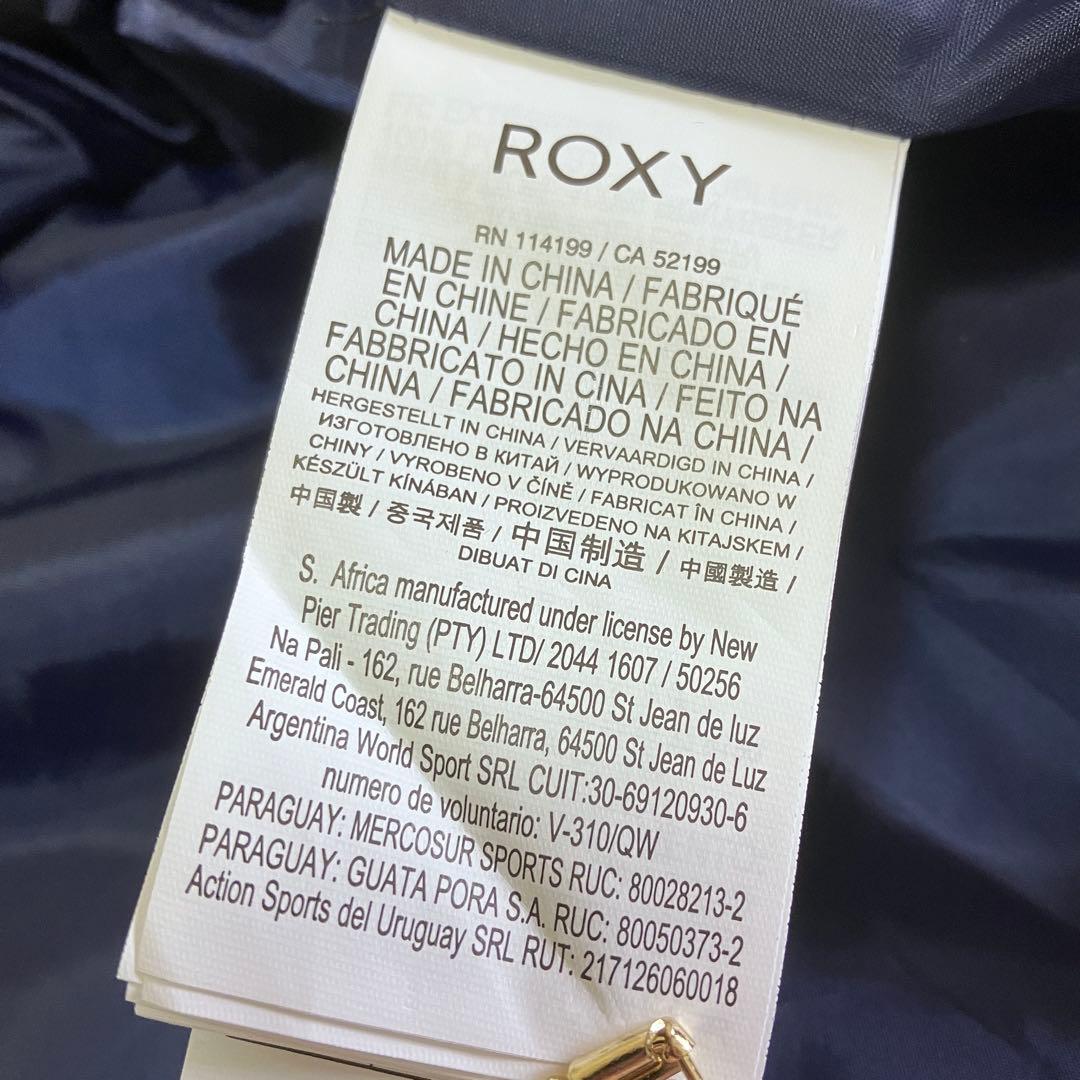 ROXY
RN 114199 / CA 52199
MADE IN CHINA / FABRIQUÉ
EN CHINE / FABRICADO EN
CHINA / HECHO EN CHINA /
FABBRICATO IN CINA / FEITO NA
CHINA / FABRICADO NA CHINA /
HERGESTELLT IN CHINA / VERVAARDIGD IN CHINA /
ИЗГОТОВЛЕНО В КИТАЙ / WYPRODUKOWANO W
CHINY / VYROBENO V ČÍNĚ / FABRICAT ÎN CHINA /
KÉSZÜLT KÍNÁBAN / PROIZVEDENO NA KITAJSKEM /
中国製 / 중국제품 / 中国制造 / 中國製造 /
DIBUAT DI CINA
S. Africa manufactured under license by New
Pier Trading (PTY) LTD/ 2044 1607 / 50256
Na Pali - 162, rue Belharra-64500 St Jean de luz
Emerald Coast, 162 rue Belharra, 64500 St Jean de Luz
Argentina World Sport SRL CUIT:30-69120930-6
numero de voluntario: V-310/QW
PARAGUAY: MERCOSUR SPORTS RUC: 80028213-2
PARAGUAY: GUATA PORA S.A. RUC: 80050373-2
Action Sports del Uruguay SRL RUT: 217126060018